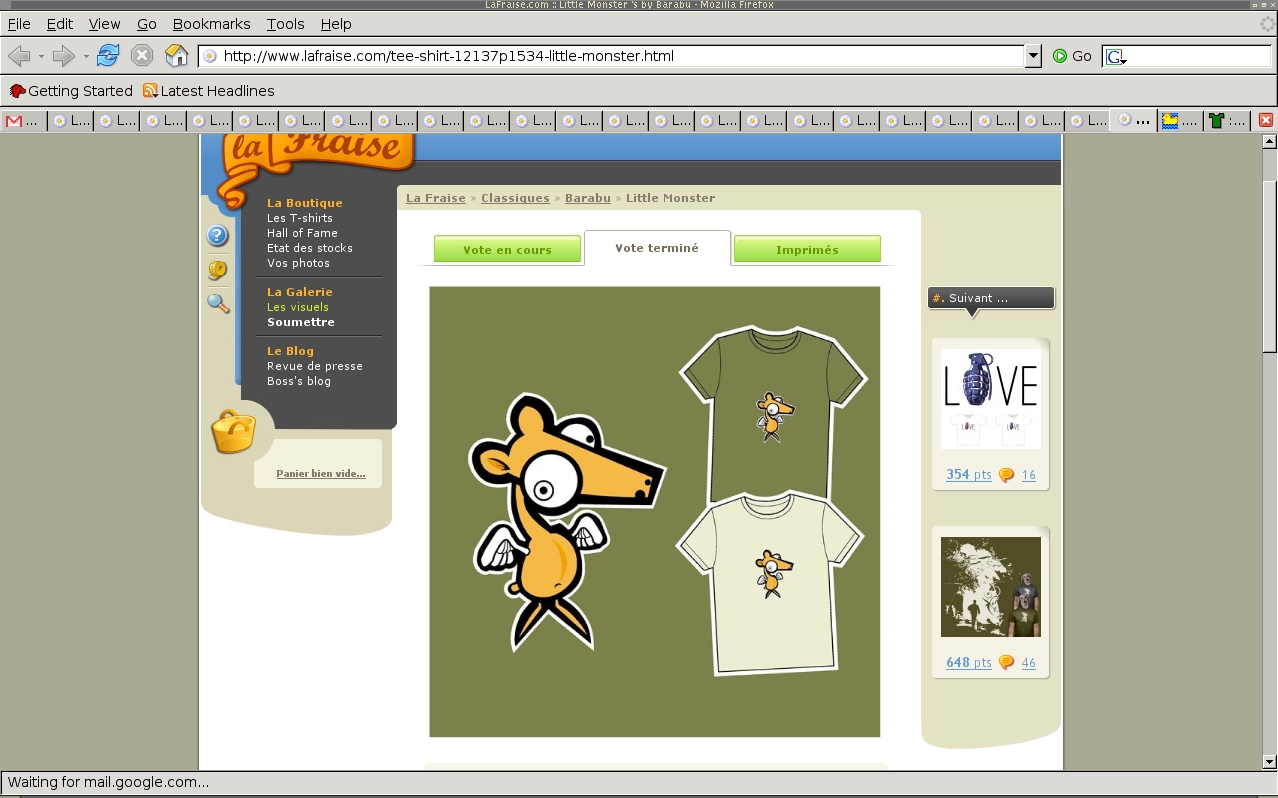 LaFraise.com :: Little Monster 's by Barabu - Mozilla Firefox
File Edit View Go Bookmarks Tools Help
http://www.lafraise.com/tee-shirt-12137p1534-little-monster.html Go G
Getting Started Latest Headlines
... L... L... L... L... L... L... L... L... L... L... L... L... L... L... L... L... L... L... L... L... L... L... L... ... ... :...
la Fraise
La Fraise » Classiques » Barabu » Little Monster
La Boutique
Les T-shirts
Hall of Fame
Etat des stocks
Vos photos
La Galerie
Les visuels
Soumettre
Le Blog
Revue de presse
Boss's blog
Panier bien vide...
Vote en cours Vote terminé Imprimés
#. Suivant ...
LOVE
354 pts 16
648 pts 46
Waiting for mail.google.com...